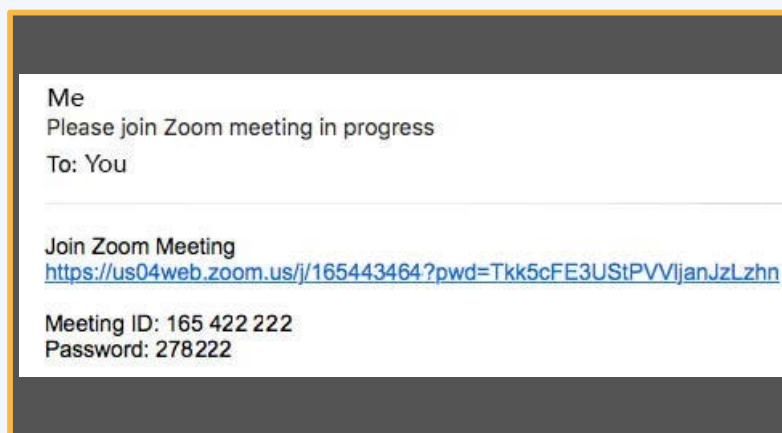 Me
Please join Zoom meeting in progress
To: You
Join Zoom Meeting
https://us04web.zoom.us/j/165443464?pwd=Tkk5cFE3UStPVVljanJzLzhn
Meeting ID: 165 422 222
Password: 278222